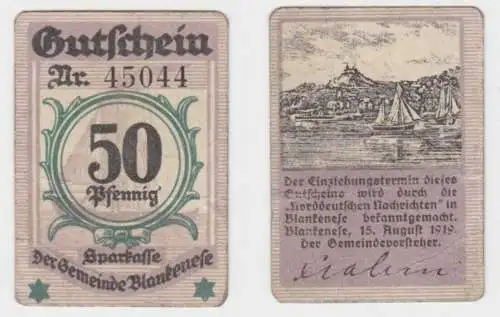 Gutschein
Nr. 45044
50
Pfennig
Sparkasse
Der Gemeinde Blankenese
Der Einziehungstermin dieses
Gutscheins wird durch die
„Norddeutschen Nachrichten" in
Blankenese bekanntgemacht.
Blankenese, 15. August 1919.
der Gemeindevorsteher.